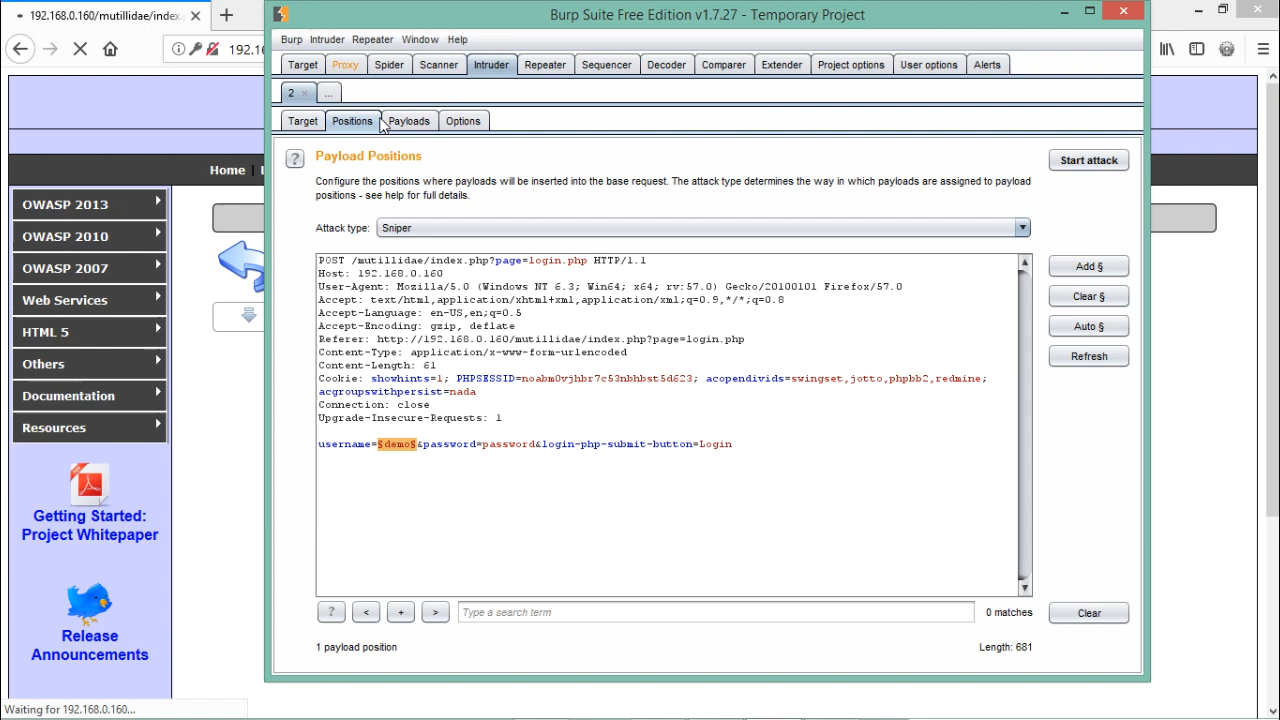 192.168.0.160/mutillidae/index.p
192.16
Home
OWASP 2013
OWASP 2010
OWASP 2007
Web Services
HTML 5
Others
Documentation
Resources
Getting Started:
Project Whitepaper
Release
Announcements
Waiting for 192.168.0.160...
Burp Suite Free Edition v1.7.27 - Temporary Project
Burp Intruder Repeater Window Help
Target Proxy Spider Scanner Intruder Repeater Sequencer Decoder Comparer Extender Project options User options Alerts
2 × ...
Target Positions Payloads Options
? Payload Positions
Start attack
Configure the positions where payloads will be inserted into the base request. The attack type determines the way in which payloads are assigned to payload
positions - see help for full details.
Attack type: Sniper
POST /mutillidae/index.php?page=login.php HTTP/1.1
Host: 192.168.0.160
User-Agent: Mozilla/5.0 (Windows NT 6.3; Win64; x64; rv:57.0) Gecko/20100101 Firefox/57.0
Accept: text/html,application/xhtml+xml,application/xml;q=0.9,*/*;q=0.8
Accept-Language: en-US,en;q=0.5
Accept-Encoding: gzip, deflate
Referer: http://192.168.0.160/mutillidae/index.php?page=login.php
Content-Type: application/x-www-form-urlencoded
Content-Length: 61
Cookie: showhints=1; PHPSESSID=noabm0vjhbr7c53nbhbst5d623; acopendivids=swingset,jotto,phpbb2,redmine;
acgroupswithpersist=nada
Connection: close
Upgrade-Insecure-Requests: 1
username=§demo§&password=password&login-php-submit-button=Login
Add §
Clear §
Auto §
Refresh
? < + > Type a search term 0 matches Clear
1 payload position Length: 681